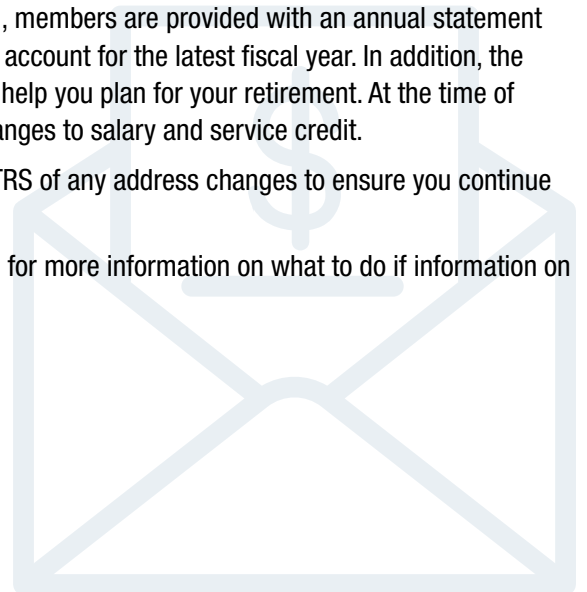 , members are provided with an annual statement
account for the latest fiscal year. In addition, the
help you plan for your retirement. At the time of
anges to salary and service credit.
TRS of any address changes to ensure you continue
for more information on what to do if information on
$